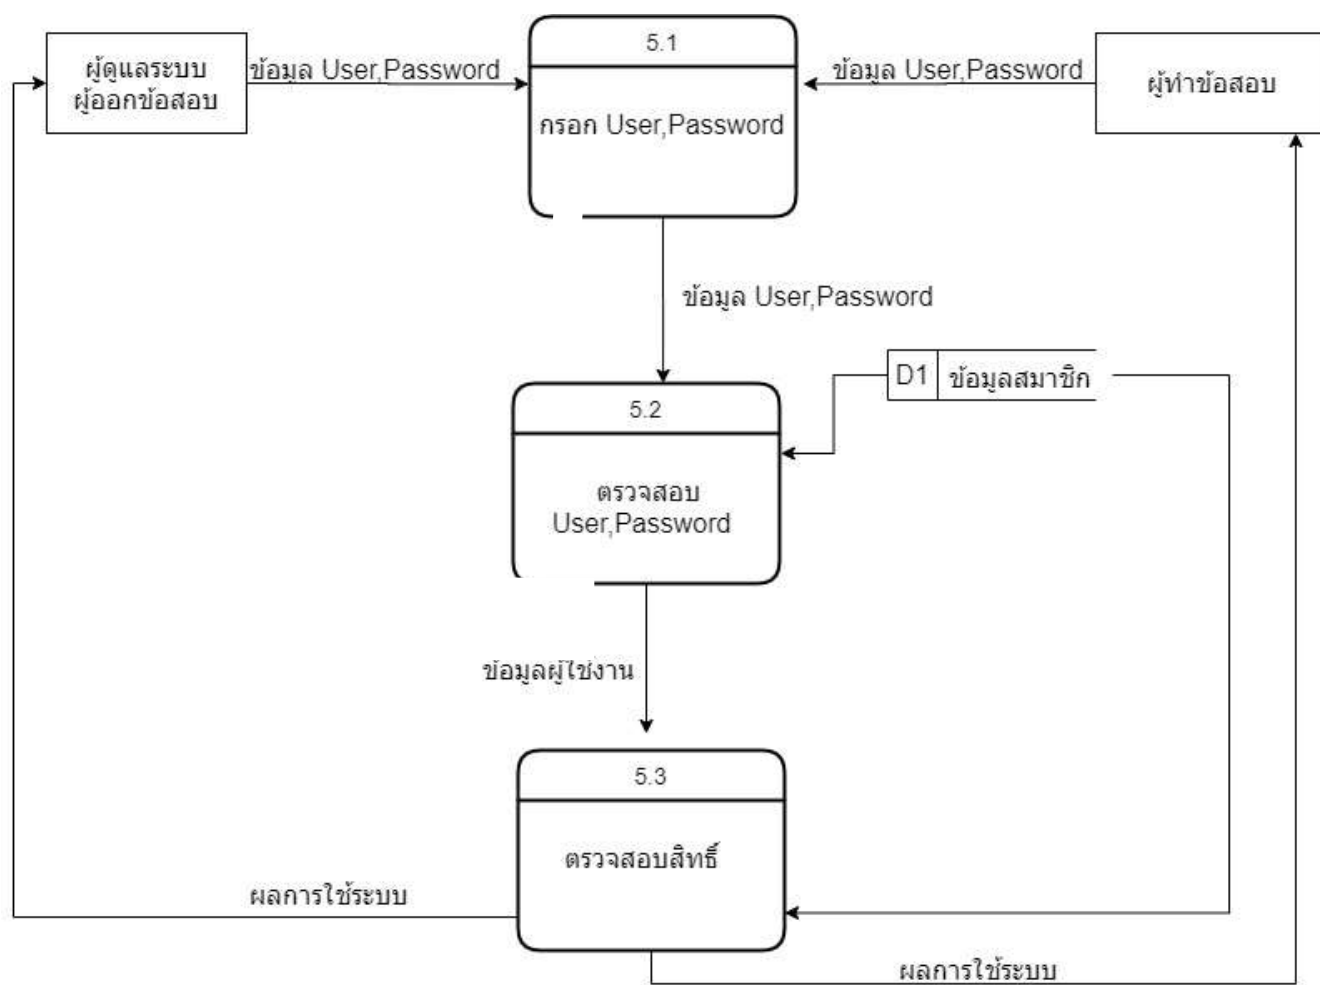 5.1
ผู้ดูแลระบบ
ผู้ออกข้อสอบ
ข้อมูล User,Password
ข้อมูล User,Password
ผู้ทำข้อสอบ
กรอก User,Password
ข้อมูล User,Password
D1 ข้อมูลสมาชิก
5.2
ตรวจสอบ
User,Password
ข้อมูลผู้ใช้งาน
5.3
ตรวจสอบสิทธิ์
ผลการใช้ระบบ
ผลการใช้ระบบ